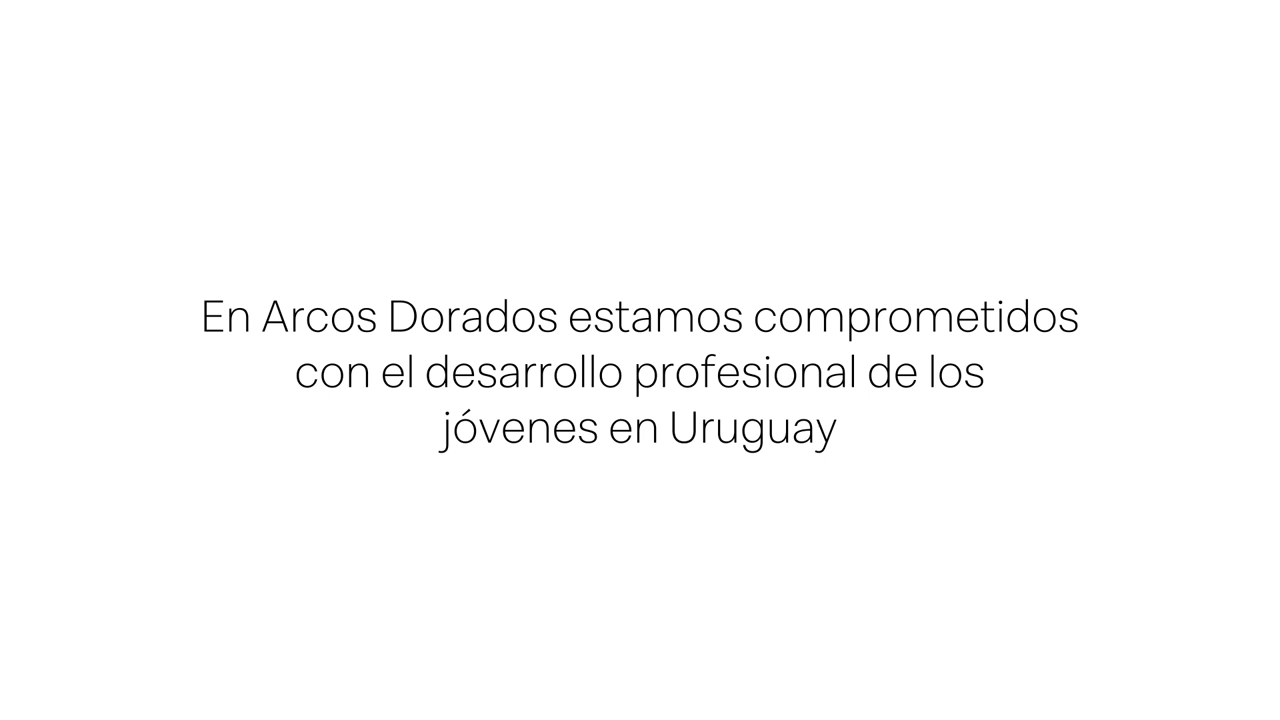 En Arcos Dorados estamos comprometidos
con el desarrollo profesional de los
jóvenes en Uruguay